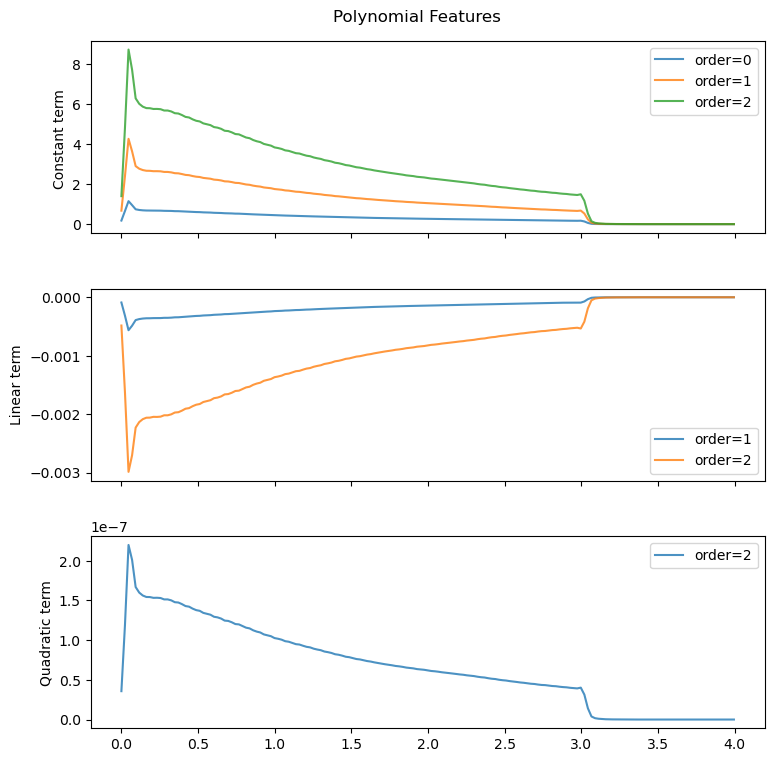 Polynomial Features
Constant term
8
6
4
2
0
order=0
order=1
order=2
Linear term
0.000
−0.001
−0.002
−0.003
order=1
order=2
1e−7
Quadratic term
2.0
1.5
1.0
0.5
0.0
order=2
0.0 0.5 1.0 1.5 2.0 2.5 3.0 3.5 4.0